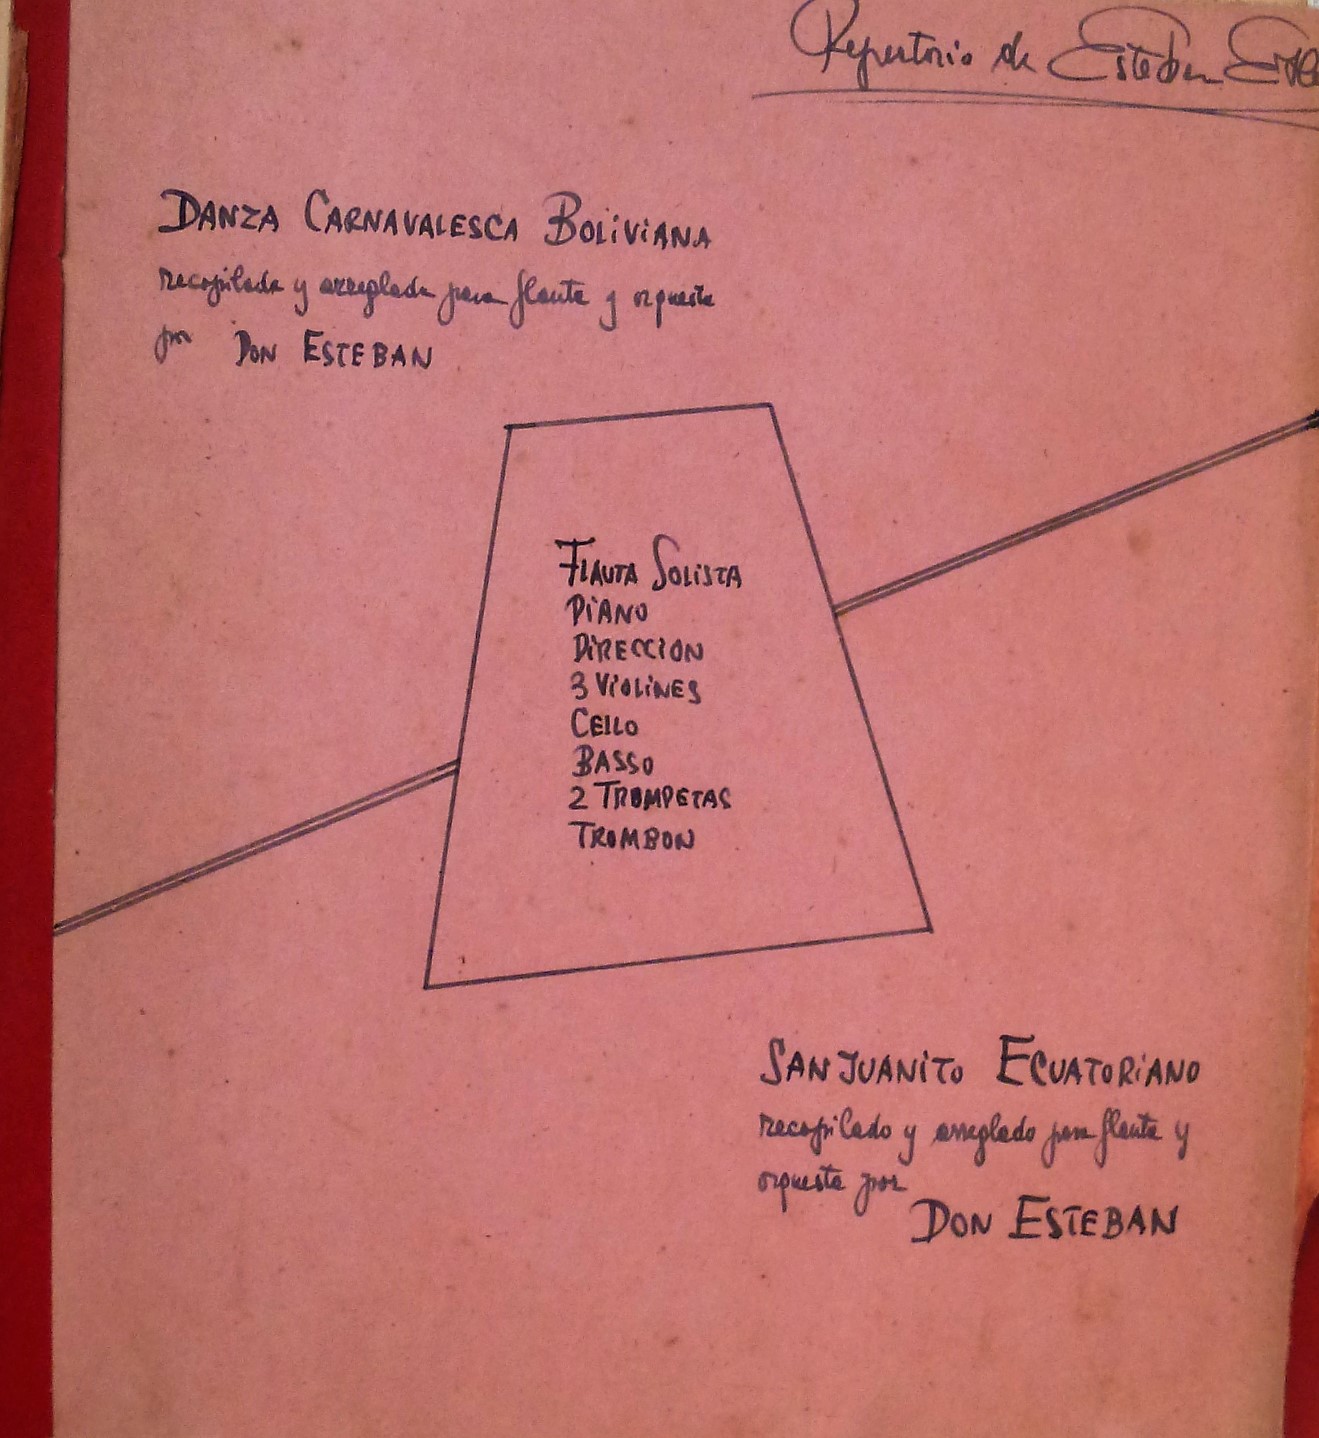 Repertorio de Esteban
DANZA CARNAVALESCA BOLIVIANA
recopilada y arreglada para flauta y orquesta
por DON ESTEBAN
FLAUTA SOLISTA
PIANO
DIRECCION
3 VIOLINES
CELLO
BASSO
2 TROMPETAS
TROMBON
SANJUANITO ECUATORIANO
recopilado y arreglado para flauta y
orquesta por
DON ESTEBAN